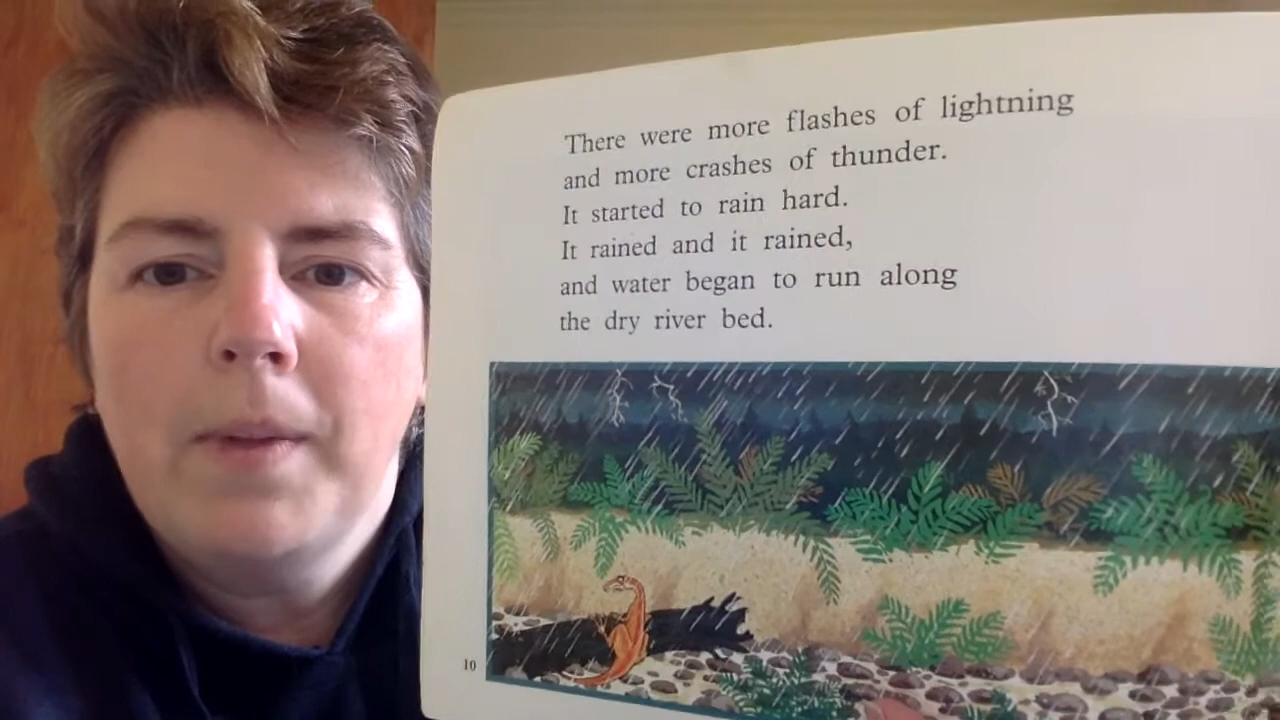 There were more flashes of lightning
and more crashes of thunder.
It started to rain hard.
It rained and it rained,
and water began to run along
the dry river bed.
10